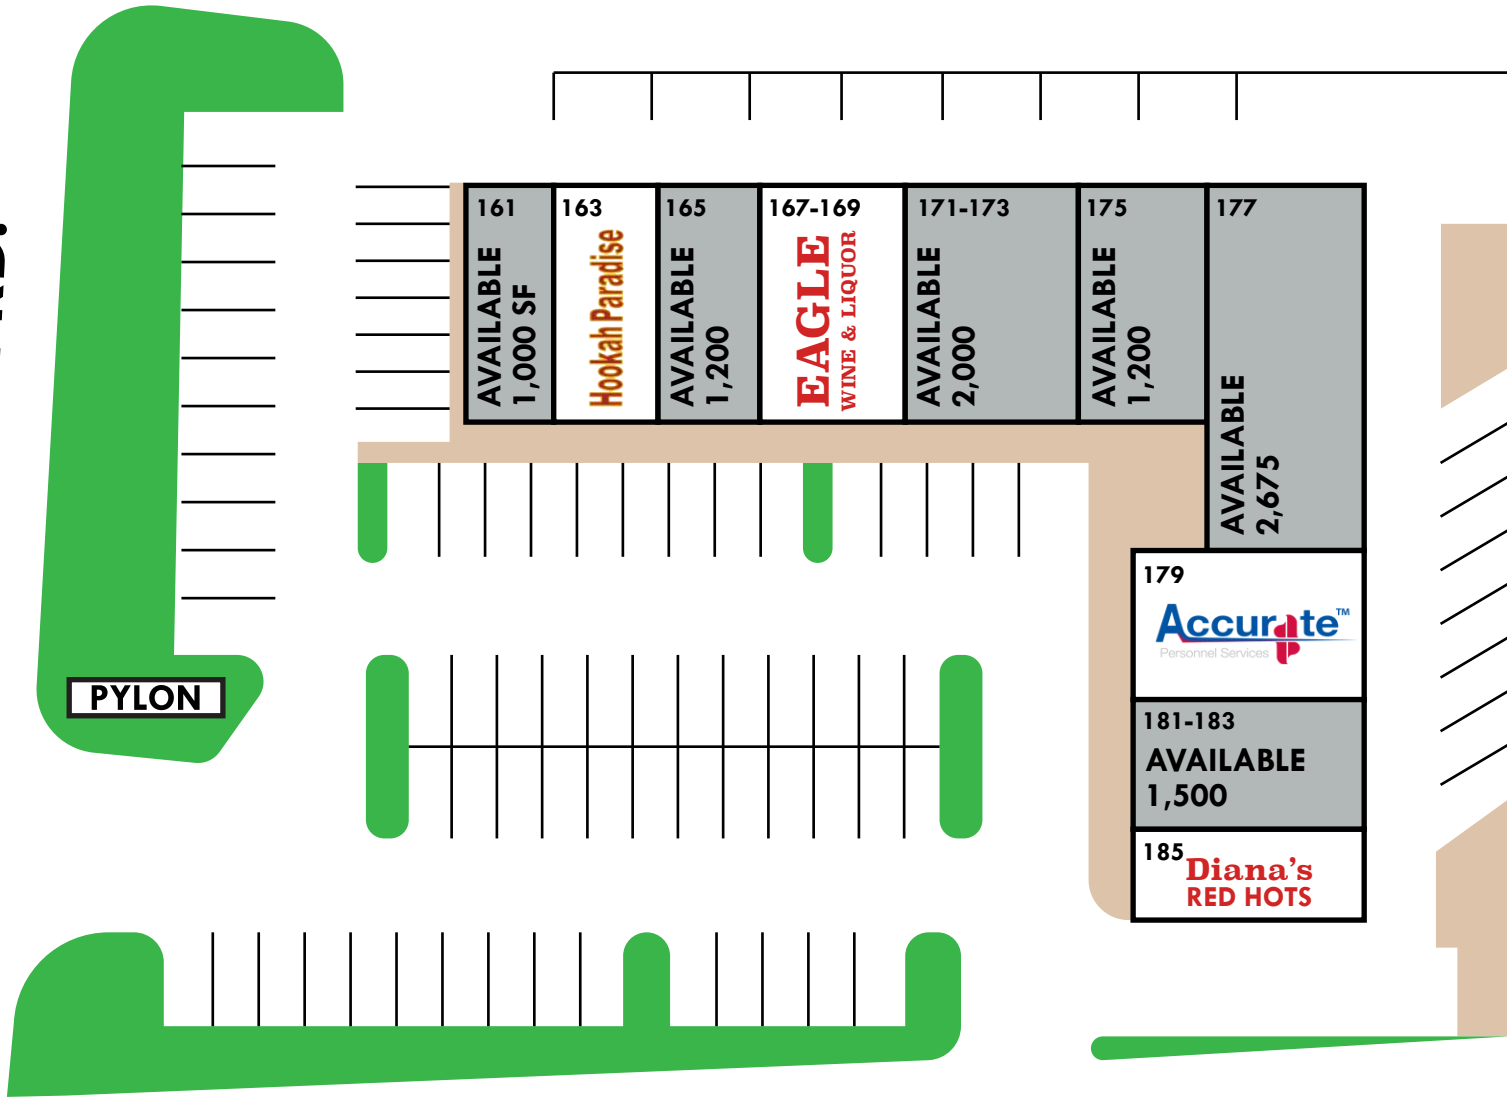 161
AVAILABLE
1,000 SF
163
Hookah Paradise
165
AVAILABLE
1,200
167-169
EAGLE
WINE & LIQUOR
171-173
AVAILABLE
2,000
175
AVAILABLE
1,200
177
AVAILABLE
2,675
179
Accurate™
Personnel Services
181-183
AVAILABLE
1,500
185
Diana's
RED HOTS
PYLON